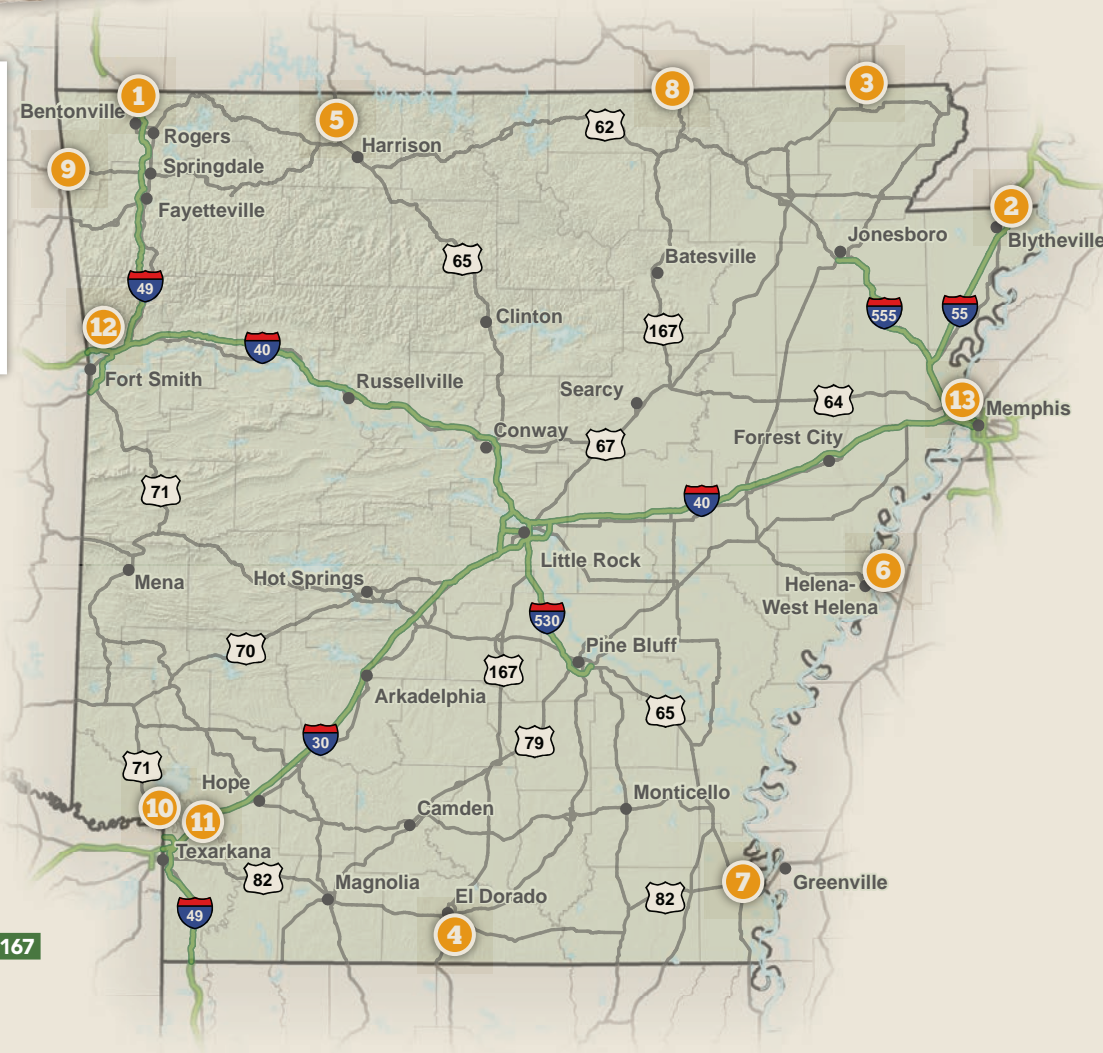 3
1
8
Bentonville
5
62
Rogers
Harrison
Springdale
9
Fayetteville
2
Blytheville
Jonesboro
65
Batesville
49
555
55
12
Clinton
167
40
Fort Smith
Russellville
Searcy
64
13
Memphis
Conway
67
Forrest City
71
40
Little Rock
6
Mena
Hot Springs
Helena-
West Helena
530
70
Pine Bluff
167
Arkadelphia
65
30
79
71
Hope
10
11
Camden
Monticello
Texarkana
82
Magnolia
El Dorado
82
7
Greenville
49
4
167